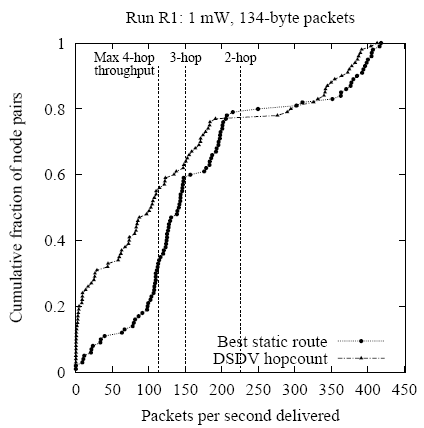 Run R1: 1 mW, 134-byte packets
Max 4-hop throughput
3-hop
2-hop
Cumulative fraction of node pairs
1
0.8
0.6
0.4
0.2
0
Best static route
DSDV hopcount
0 50 100 150 200 250 300 350 400 450
Packets per second delivered